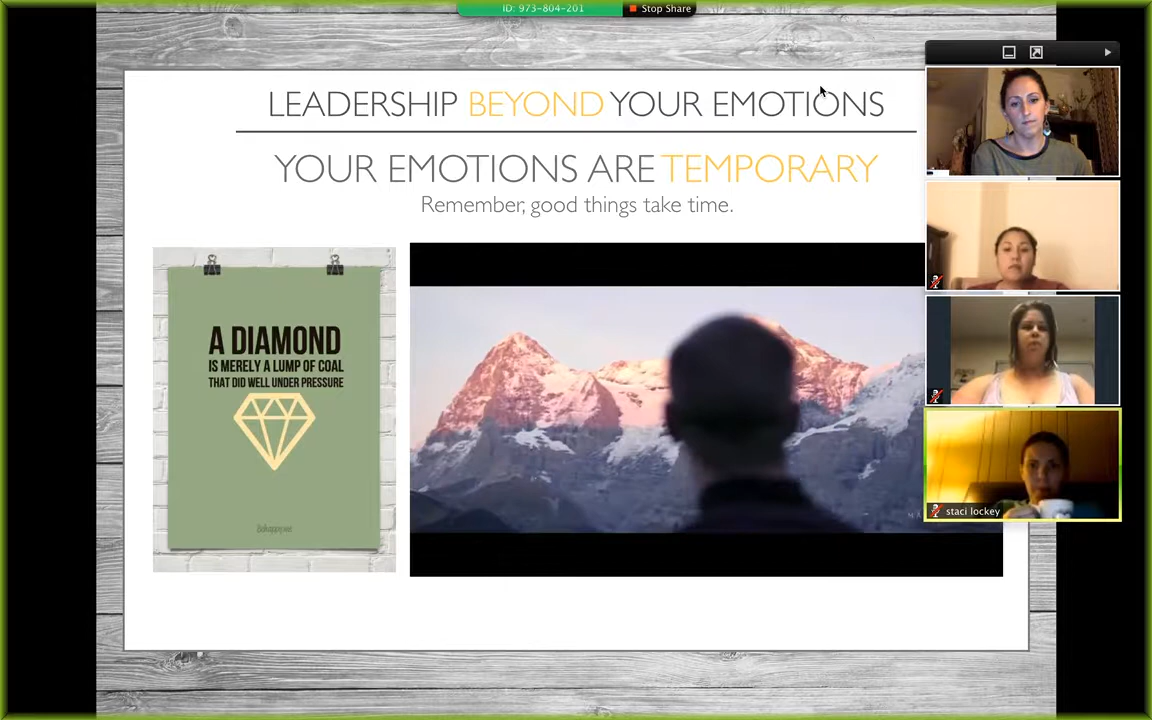 ID: 973-804-201
Stop Share
LEADERSHIP BEYOND YOUR EMOTIONS
YOUR EMOTIONS ARE TEMPORARY
Remember, good things take time.
A DIAMOND
IS MERELY A LUMP OF COAL
THAT DID WELL UNDER PRESSURE
staci lockey